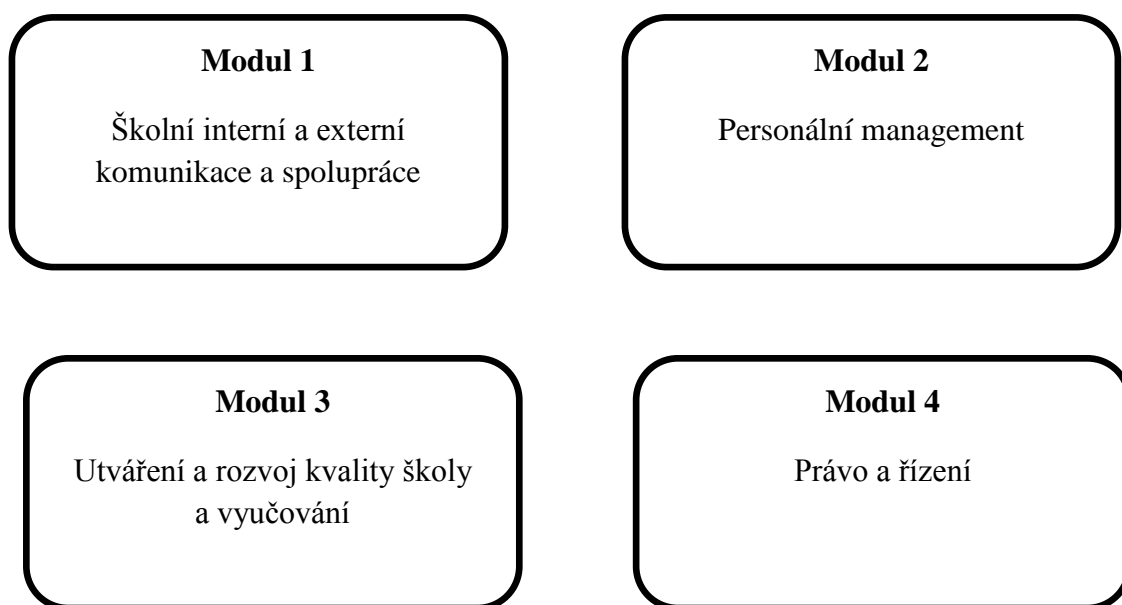 Modul 1
Školní interní a externí
komunikace a spolupráce
Modul 2
Personální management
Modul 3
Utváření a rozvoj kvality školy
a vyučování
Modul 4
Právo a řízení